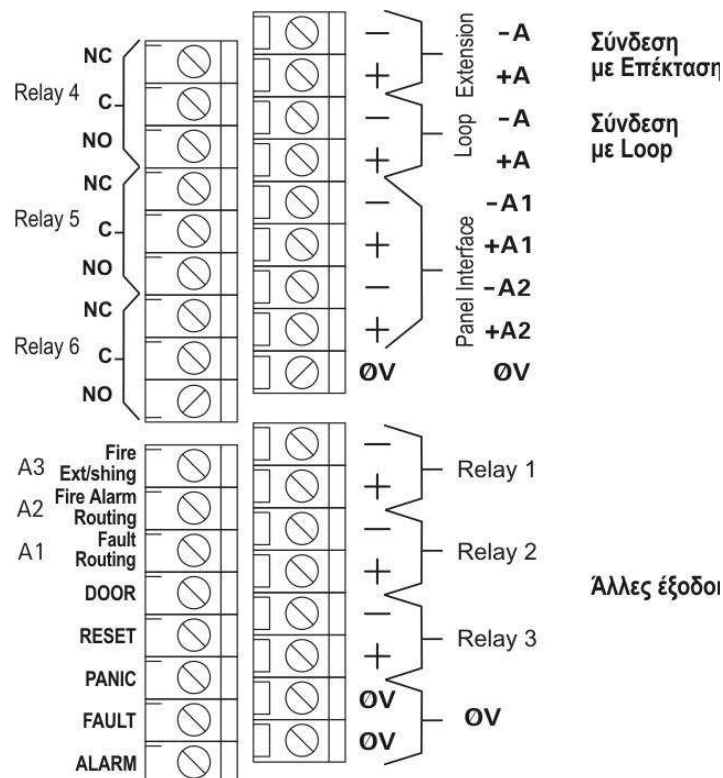 NC
Relay 4
C
NO
NC
Relay 5
C
NO
NC
Relay 6
C
NO
A3
Fire
Ext/shing
A2
Fire Alarm
Routing
A1
Fault
Routing
DOOR
RESET
PANIC
FAULT
ALARM
− Extension -A
+ +A
Σύνδεση
με Επέκταση
− Loop -A
+ +A
Σύνδεση
με Loop
− Panel Interface -A1
+ +A1
− -A2
+ +A2
ØV ØV
−
+
Relay 1
−
+
Relay 2
−
+
Relay 3
ØV
ØV
ØV
Άλλες έξοδοι